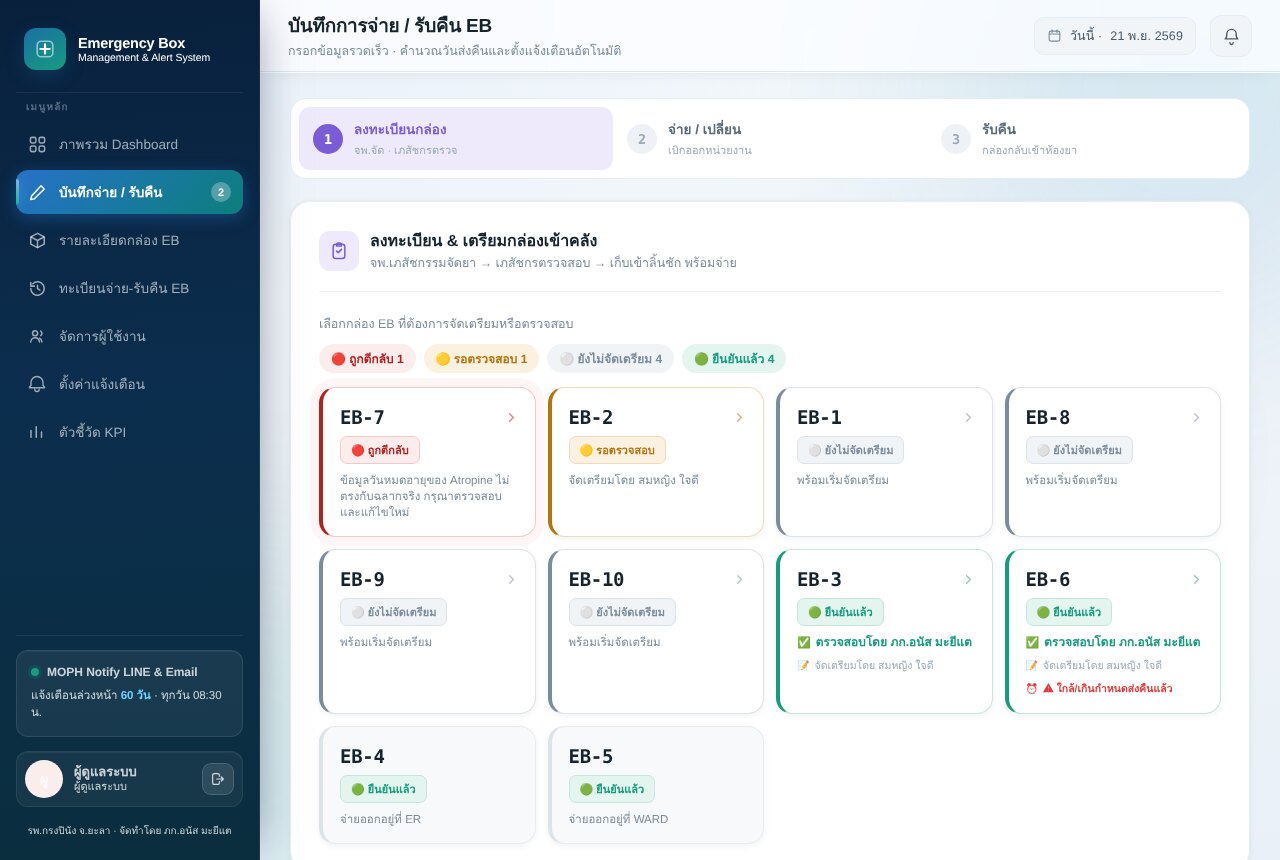 Emergency Box
Management & Alert System
เมนูหลัก
ภาพรวม Dashboard
บันทึกจ่าย / รับคืน 2
รายละเอียดกล่อง EB
ทะเบียนจ่าย-รับคืน EB
จัดการผู้ใช้งาน
ตั้งค่าแจ้งเตือน
ตัวชี้วัด KPI
MOPH Notify LINE & Email
แจ้งเตือนล่วงหน้า 60 วัน · ทุกวัน 08:30
น.
ผู้ดูแลระบบ
ผู้ดูแลระบบ
รพ.กรงปินัง จ.ยะลา · จัดทำโดย ภก.อนัส มะยีแต
บันทึกการจ่าย / รับคืน EB
กรอกข้อมูลรวดเร็ว · คำนวณวันส่งคืนและตั้งแจ้งเตือนอัตโนมัติ
วันนี้ · 21 พ.ย. 2569
1 ลงทะเบียนกล่อง
จพ.จัด · เภสัชกรตรวจ
2 จ่าย / เปลี่ยน
เบิกออกหน่วยงาน
3 รับคืน
กล่องกลับเข้าห้องยา
ลงทะเบียน & เตรียมกล่องเข้าคลัง
จพ.เภสัชกรรมจัดยา → เภสัชกรตรวจสอบ → เก็บเข้าลิ้นชัก พร้อมจ่าย
เลือกกล่อง EB ที่ต้องการจัดเตรียมหรือตรวจสอบ
🔴 ถูกตีกลับ 1 🟡 รอตรวจสอบ 1 ⚪ ยังไม่จัดเตรียม 4 🟢 ยืนยันแล้ว 4
EB-7
🔴 ถูกตีกลับ
ข้อมูลวันหมดอายุของ Atropine ไม่
ตรงกับฉลากจริง กรุณาตรวจสอบ
และแก้ไขใหม่
EB-2
🟡 รอตรวจสอบ
จัดเตรียมโดย สมหญิง ใจดี
EB-1
⚪ ยังไม่จัดเตรียม
พร้อมเริ่มจัดเตรียม
EB-8
⚪ ยังไม่จัดเตรียม
พร้อมเริ่มจัดเตรียม
EB-9
⚪ ยังไม่จัดเตรียม
พร้อมเริ่มจัดเตรียม
EB-10
⚪ ยังไม่จัดเตรียม
พร้อมเริ่มจัดเตรียม
EB-3
🟢 ยืนยันแล้ว
✅ ตรวจสอบโดย ภก.อนัส มะยีแต
📝 จัดเตรียมโดย สมหญิง ใจดี
EB-6
🟢 ยืนยันแล้ว
✅ ตรวจสอบโดย ภก.อนัส มะยีแต
📝 จัดเตรียมโดย สมหญิง ใจดี
⏰ ⚠ ใกล้/เกินกำหนดส่งคืนแล้ว
EB-4
🟢 ยืนยันแล้ว
จ่ายออกอยู่ที่ ER
EB-5
🟢 ยืนยันแล้ว
จ่ายออกอยู่ที่ WARD